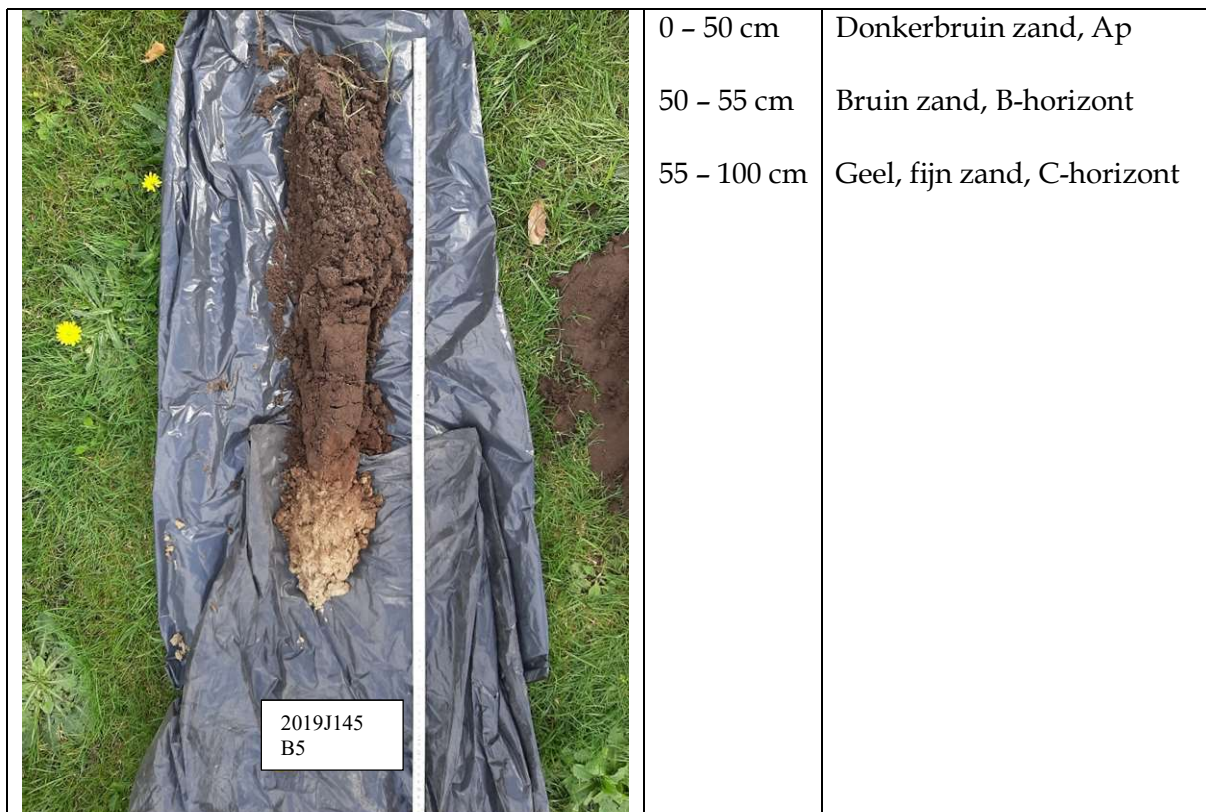 0 – 50 cm Donkerbruin zand, Ap
50 – 55 cm Bruin zand, B-horizont
55 – 100 cm Geel, fijn zand, C-horizont
2019J145
B5